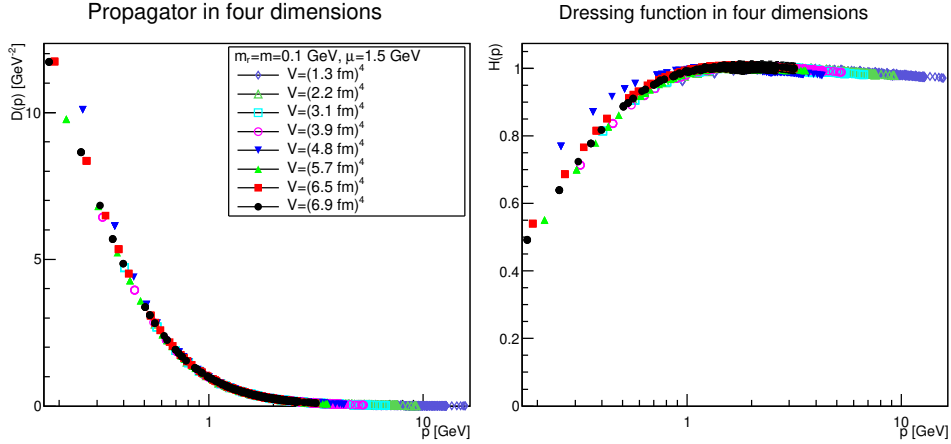 Propagator in four dimensions
D(p) [GeV⁻²]
10
5
0
1
10
p [GeV]
m_r=m=0.1 GeV, μ=1.5 GeV
V=(1.3 fm)⁴
V=(2.2 fm)⁴
V=(3.1 fm)⁴
V=(3.9 fm)⁴
V=(4.8 fm)⁴
V=(5.7 fm)⁴
V=(6.5 fm)⁴
V=(6.9 fm)⁴
Dressing function in four dimensions
H(p)
1
0.8
0.6
0.4
0.2
0
1
10
p [GeV]